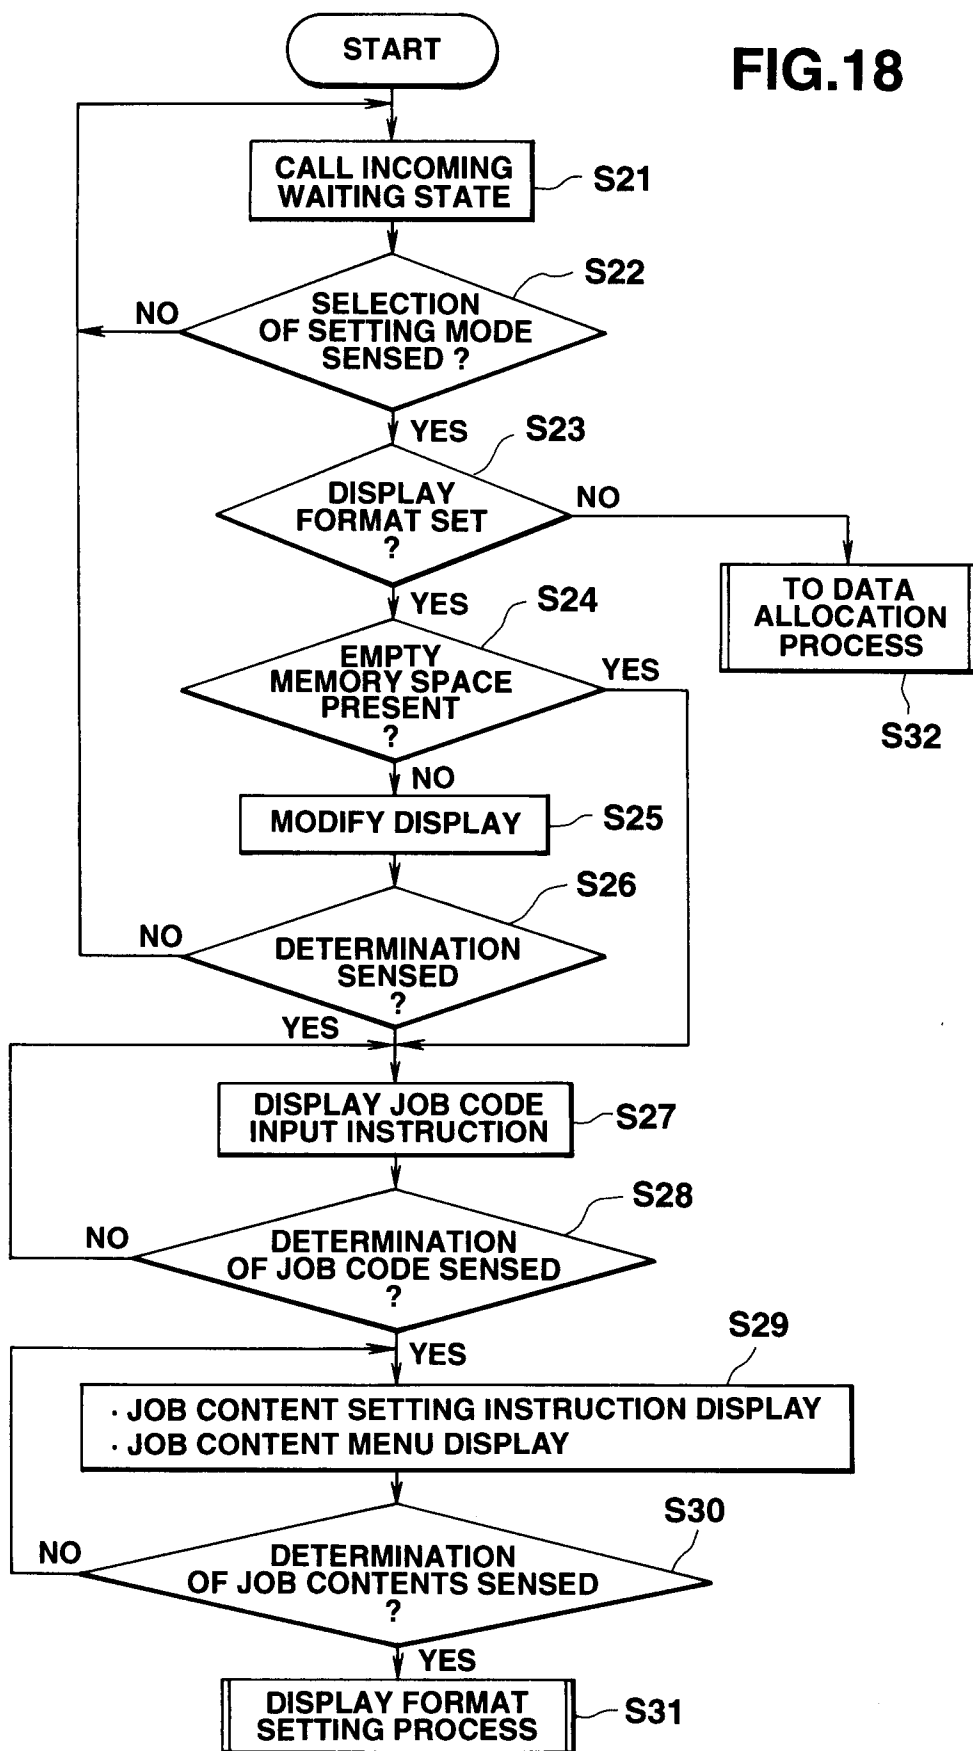 START
FIG.18
CALL INCOMING
WAITING STATE
S21
S22
SELECTION
OF SETTING MODE
SENSED ?
NO
YES
S23
DISPLAY
FORMAT SET
?
NO
YES
TO DATA
ALLOCATION
PROCESS
S32
S24
EMPTY
MEMORY SPACE
PRESENT
?
YES
NO
MODIFY DISPLAY
S25
S26
DETERMINATION
SENSED
?
NO
YES
DISPLAY JOB CODE
INPUT INSTRUCTION
S27
S28
DETERMINATION
OF JOB CODE SENSED
?
NO
YES
S29
· JOB CONTENT SETTING INSTRUCTION DISPLAY
· JOB CONTENT MENU DISPLAY
S30
DETERMINATION
OF JOB CONTENTS SENSED
?
NO
YES
DISPLAY FORMAT
SETTING PROCESS
S31